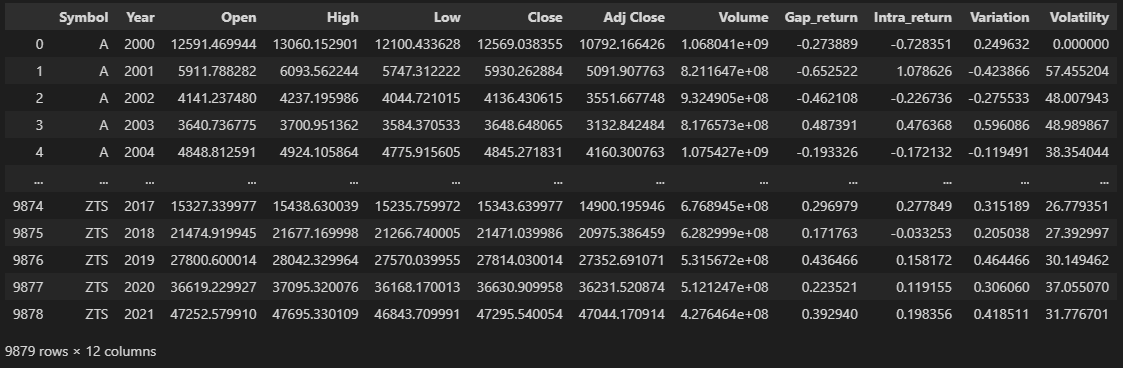 Symbol Year Open High Low Close Adj Close Volume Gap_return Intra_return Variation Volatility
0 A 2000 12591.469944 13060.152901 12100.433628 12569.038355 10792.166426 1.068041e+09 -0.273889 -0.728351 0.249632 0.000000
1 A 2001 5911.788282 6093.562244 5747.312222 5930.262884 5091.907763 8.211647e+08 -0.652522 1.078626 -0.423866 57.455204
2 A 2002 4141.237480 4237.195986 4044.721015 4136.430615 3551.667748 9.324905e+08 -0.462108 -0.226736 -0.275533 48.007943
3 A 2003 3640.736775 3700.951362 3584.370533 3648.648065 3132.842484 8.176573e+08 0.487391 0.476368 0.596086 48.989867
4 A 2004 4848.812591 4924.105864 4775.915605 4845.271831 4160.300763 1.075427e+09 -0.193326 -0.172132 -0.119491 38.354044
... ... ... ... ... ... ... ... ... ... ... ... ...
9874 ZTS 2017 15327.339977 15438.630039 15235.759972 15343.639977 14900.195946 6.768945e+08 0.296979 0.277849 0.315189 26.779351
9875 ZTS 2018 21474.919945 21677.169998 21266.740005 21471.039986 20975.386459 6.282999e+08 0.171763 -0.033253 0.205038 27.392997
9876 ZTS 2019 27800.600014 28042.329964 27570.039955 27814.030014 27352.691071 5.315672e+08 0.436466 0.158172 0.464466 30.149462
9877 ZTS 2020 36619.229927 37095.320076 36168.170013 36630.909958 36231.520874 5.121247e+08 0.223521 0.119155 0.306060 37.055070
9878 ZTS 2021 47252.579910 47695.330109 46843.709991 47295.540054 47044.170914 4.276464e+08 0.392940 0.198356 0.418511 31.776701
9879 rows × 12 columns